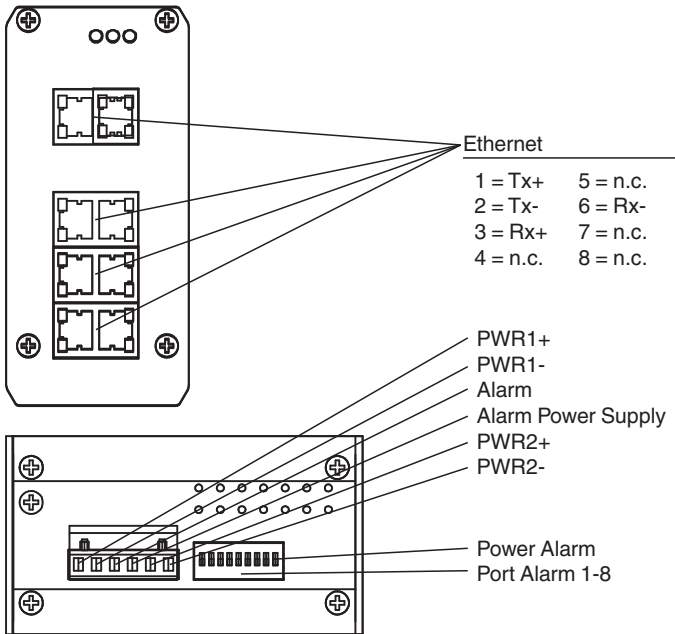 Ethernet
1 = Tx+ 5 = n.c.
2 = Tx- 6 = Rx-
3 = Rx+ 7 = n.c.
4 = n.c. 8 = n.c.
PWR1+
PWR1-
Alarm
Alarm Power Supply
PWR2+
PWR2-
Power Alarm
Port Alarm 1-8